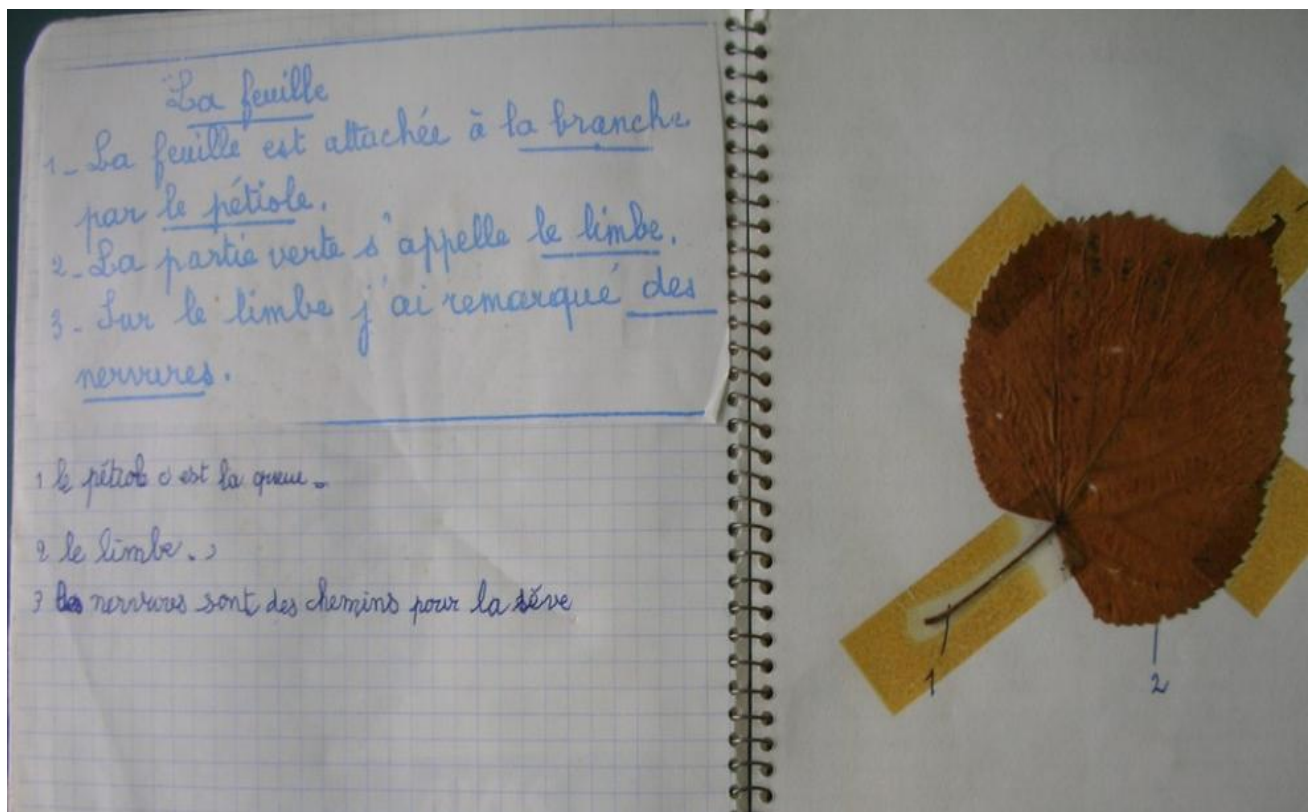 La feuille
1_ La feuille est attachée à la branche
par le pétiole.
2_ La partie verte s'appelle le limbe.
3_ Sur le limbe j'ai remarqué des
nervures.
1 le pétiole c'est la queue.
2 le limbe.
3 les nervures sont des chemins pour la sève
1
2